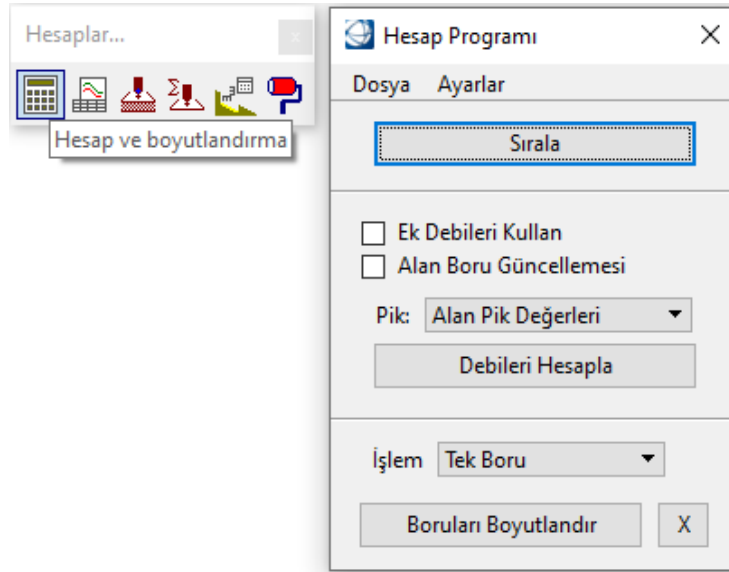 Hesaplar...
x
Hesap ve boyutlandırma
Hesap Programı
Dosya Ayarlar
Sırala
Ek Debileri Kullan
Alan Boru Güncellemesi
Pik: Alan Pik Değerleri
Debileri Hesapla
İşlem Tek Boru
Boruları Boyutlandır X